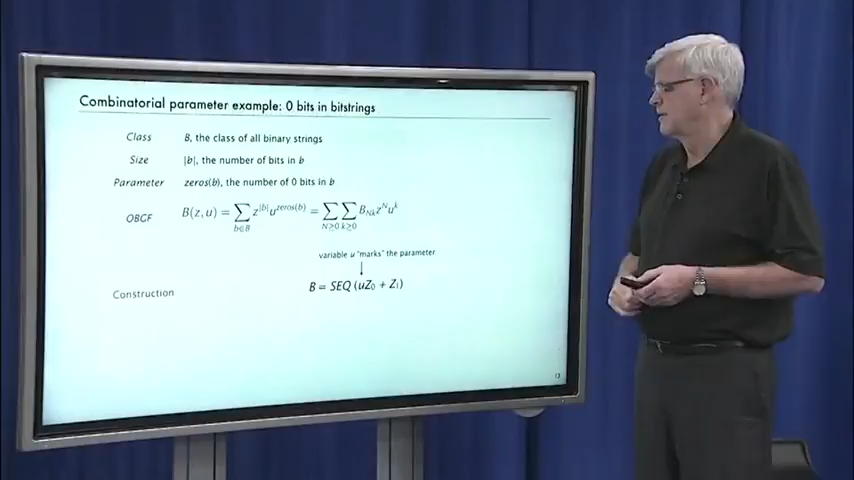 Combinatorial parameter example: 0 bits in bitstrings
Class B, the class of all binary strings
Size |b|, the number of bits in b
Parameter zeros(b), the number of 0 bits in b
OBGF B(z, u) = ∑_{b∈B} z^{|b|} u^{zeros(b)} = ∑_{N≥0} ∑_{k≥0} B_{Nk} z^N u^k
variable u "marks" the parameter
↓
Construction B = SEQ (uZ₀ + Z₁)
13